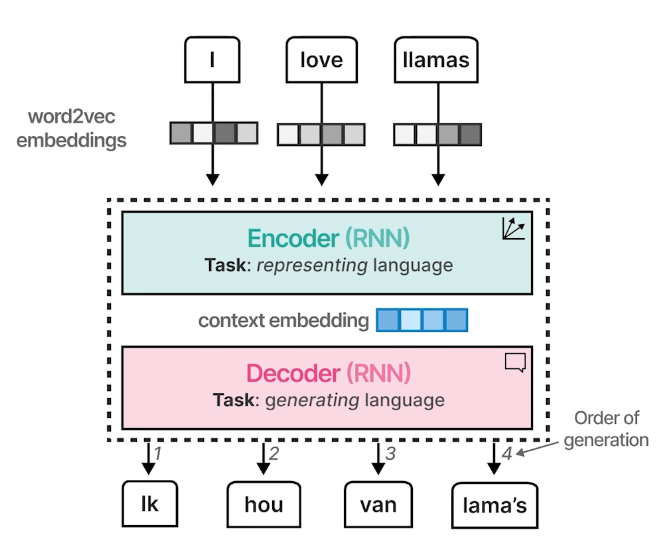 I love llamas
word2vec
embeddings
Encoder (RNN)
Task: representing language
context embedding
Decoder (RNN)
Task: generating language
Order of
generation
1 2 3 4
Ik hou van lama's